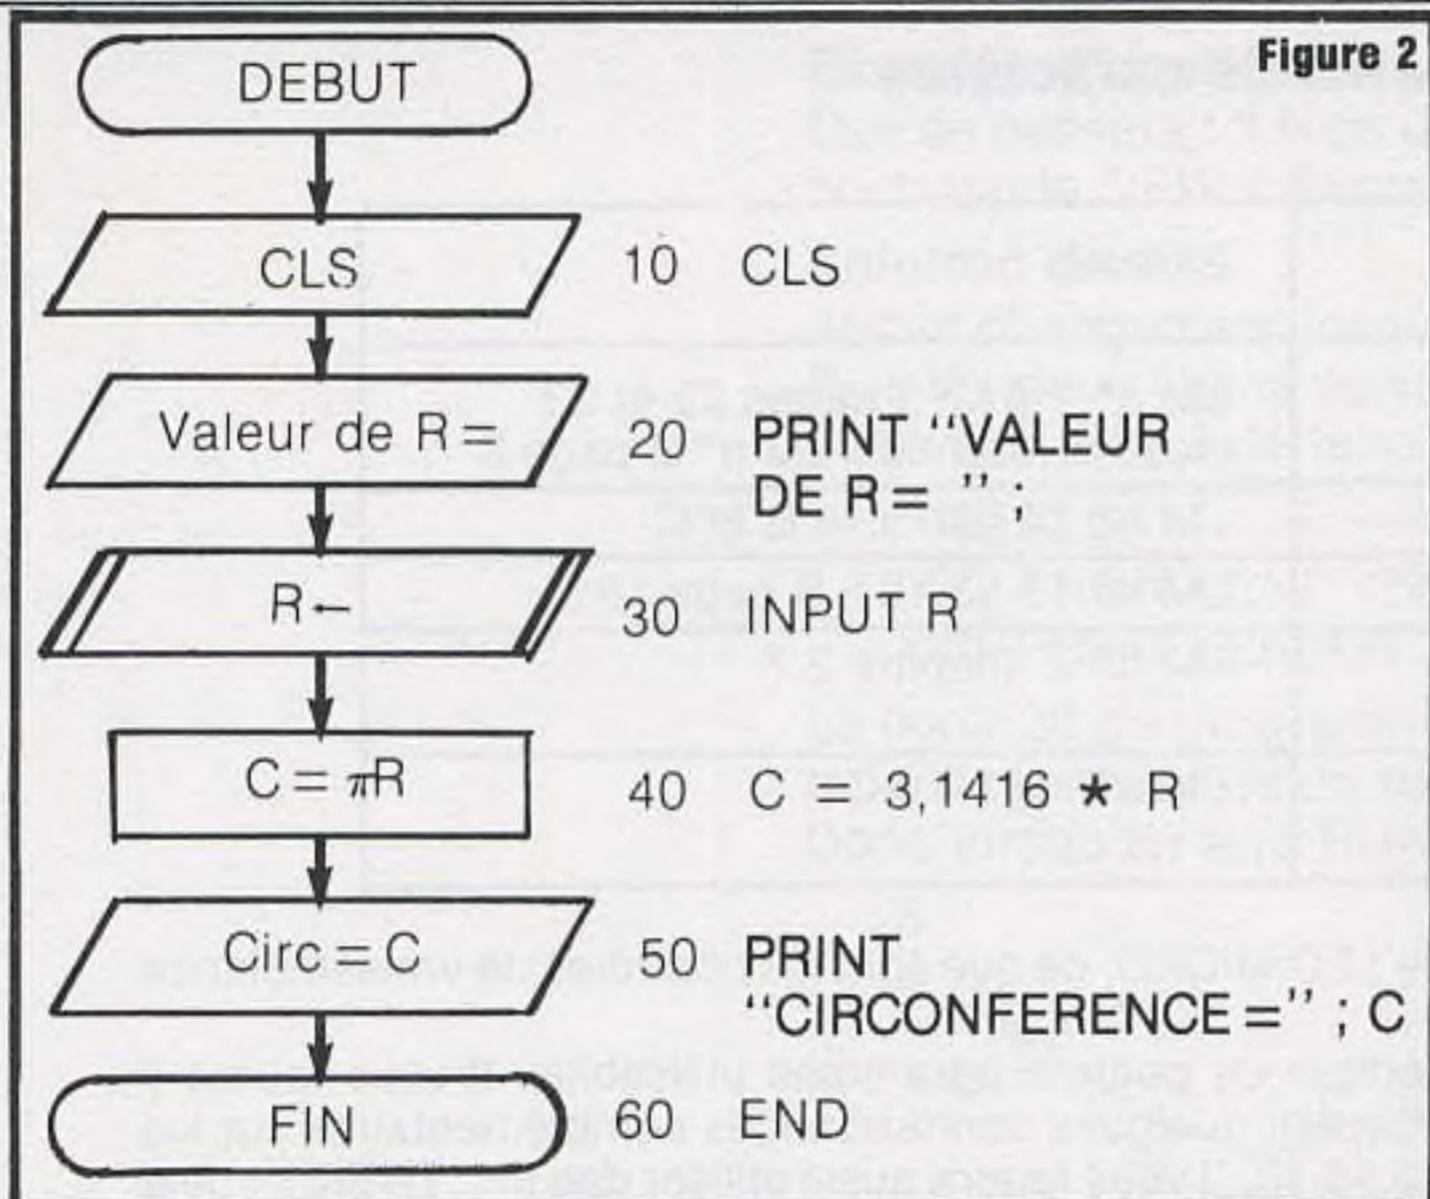 Figure 2
DEBUT
CLS
10 CLS
Valeur de R =
20 PRINT "VALEUR
DE R = " ;
R ←
30 INPUT R
C = πR
40 C = 3,1416 ★ R
Circ = C
50 PRINT
"CIRCONFERENCE =" ; C
FIN
60 END